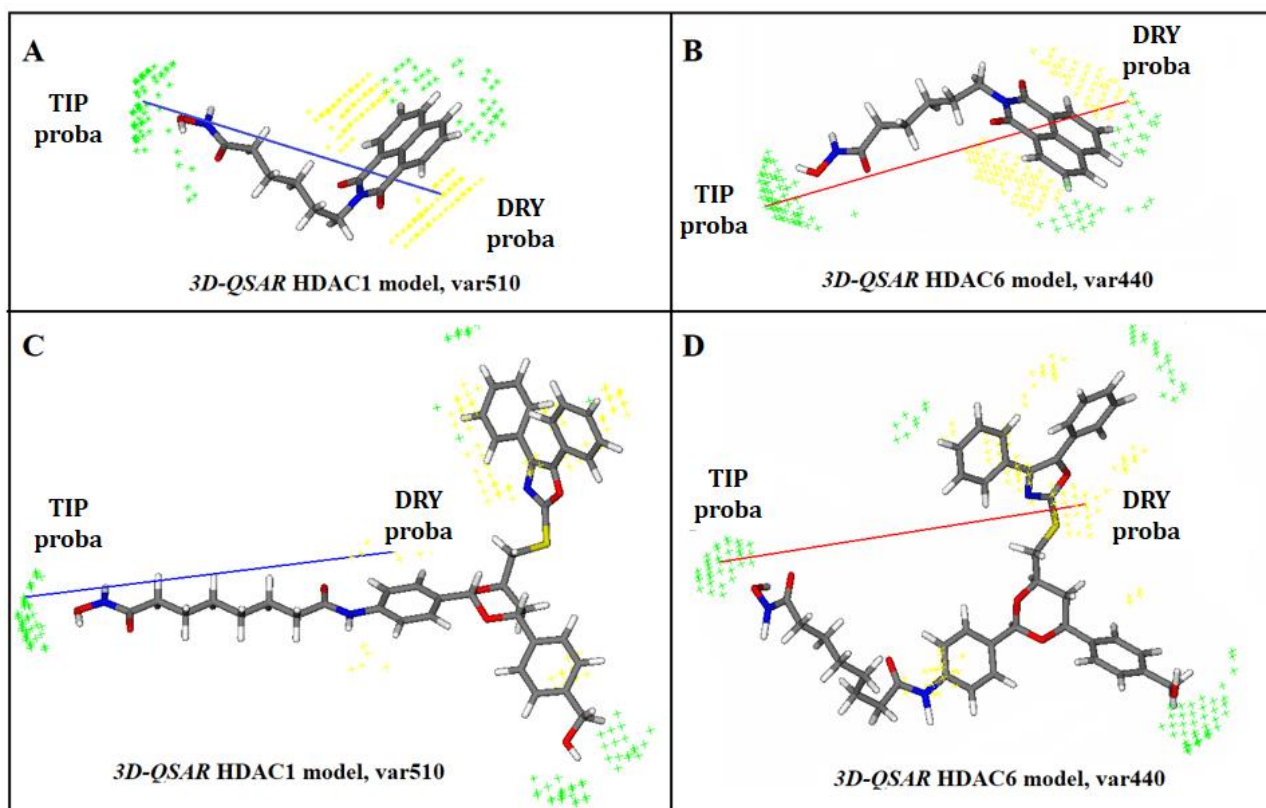 A
TIP
proba
DRY
proba
3D-QSAR HDAC1 model, var510
B
DRY
proba
TIP
proba
3D-QSAR HDAC6 model, var440
C
TIP
proba
DRY
proba
3D-QSAR HDAC1 model, var510
D
TIP
proba
DRY
proba
3D-QSAR HDAC6 model, var440